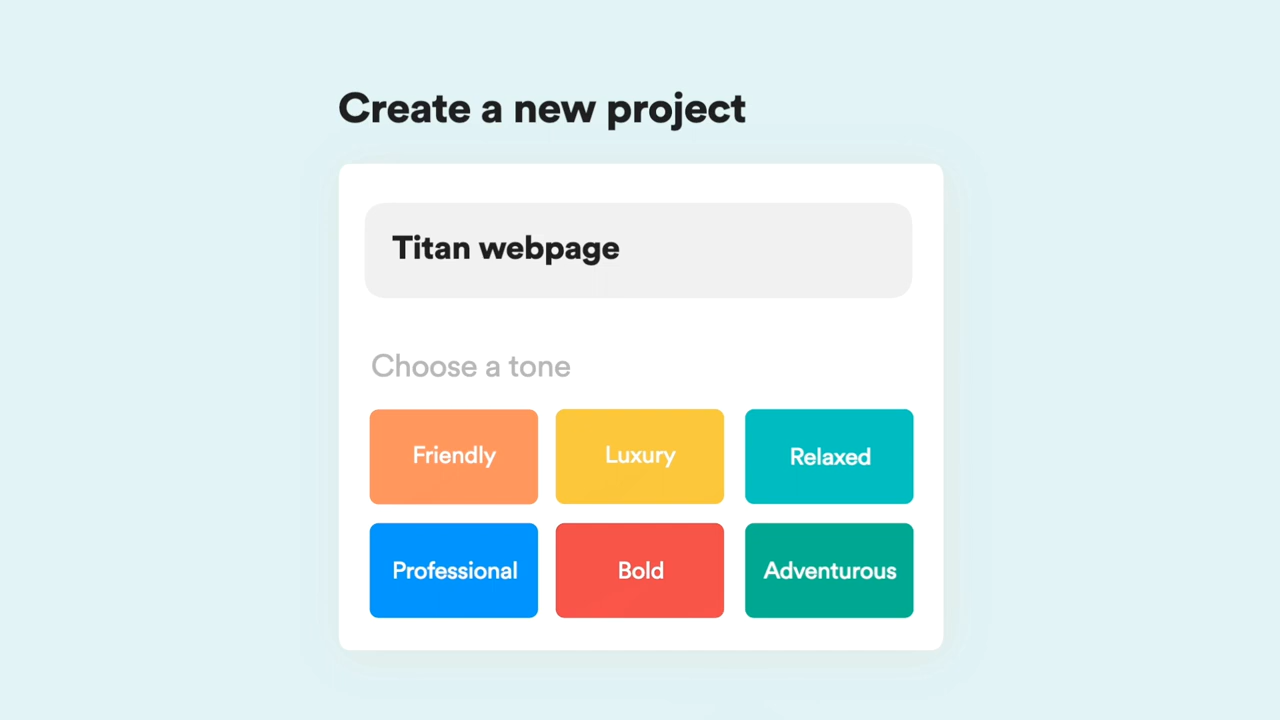 Create a new project
Titan webpage
Choose a tone
Friendly
Luxury
Relaxed
Professional
Bold
Adventurous